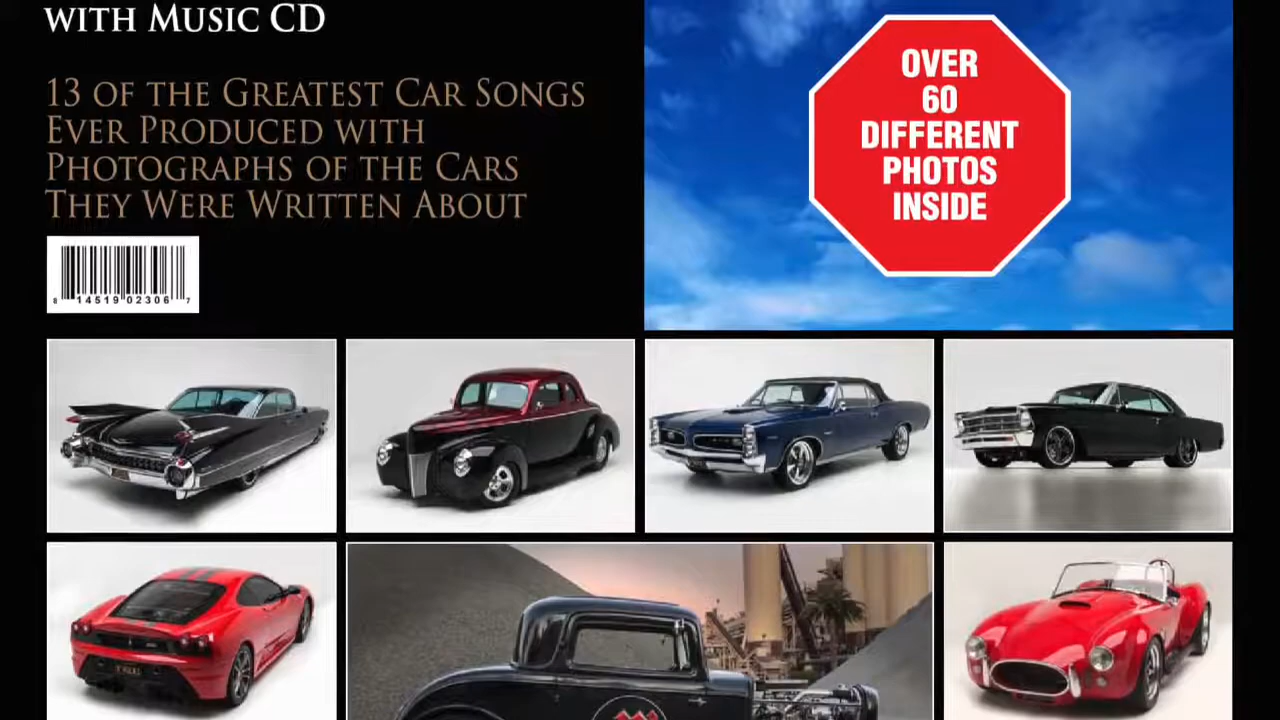 WITH MUSIC CD
13 OF THE GREATEST CAR SONGS
EVER PRODUCED WITH
PHOTOGRAPHS OF THE CARS
THEY WERE WRITTEN ABOUT
8 14519 02306 7
OVER
60
DIFFERENT
PHOTOS
INSIDE